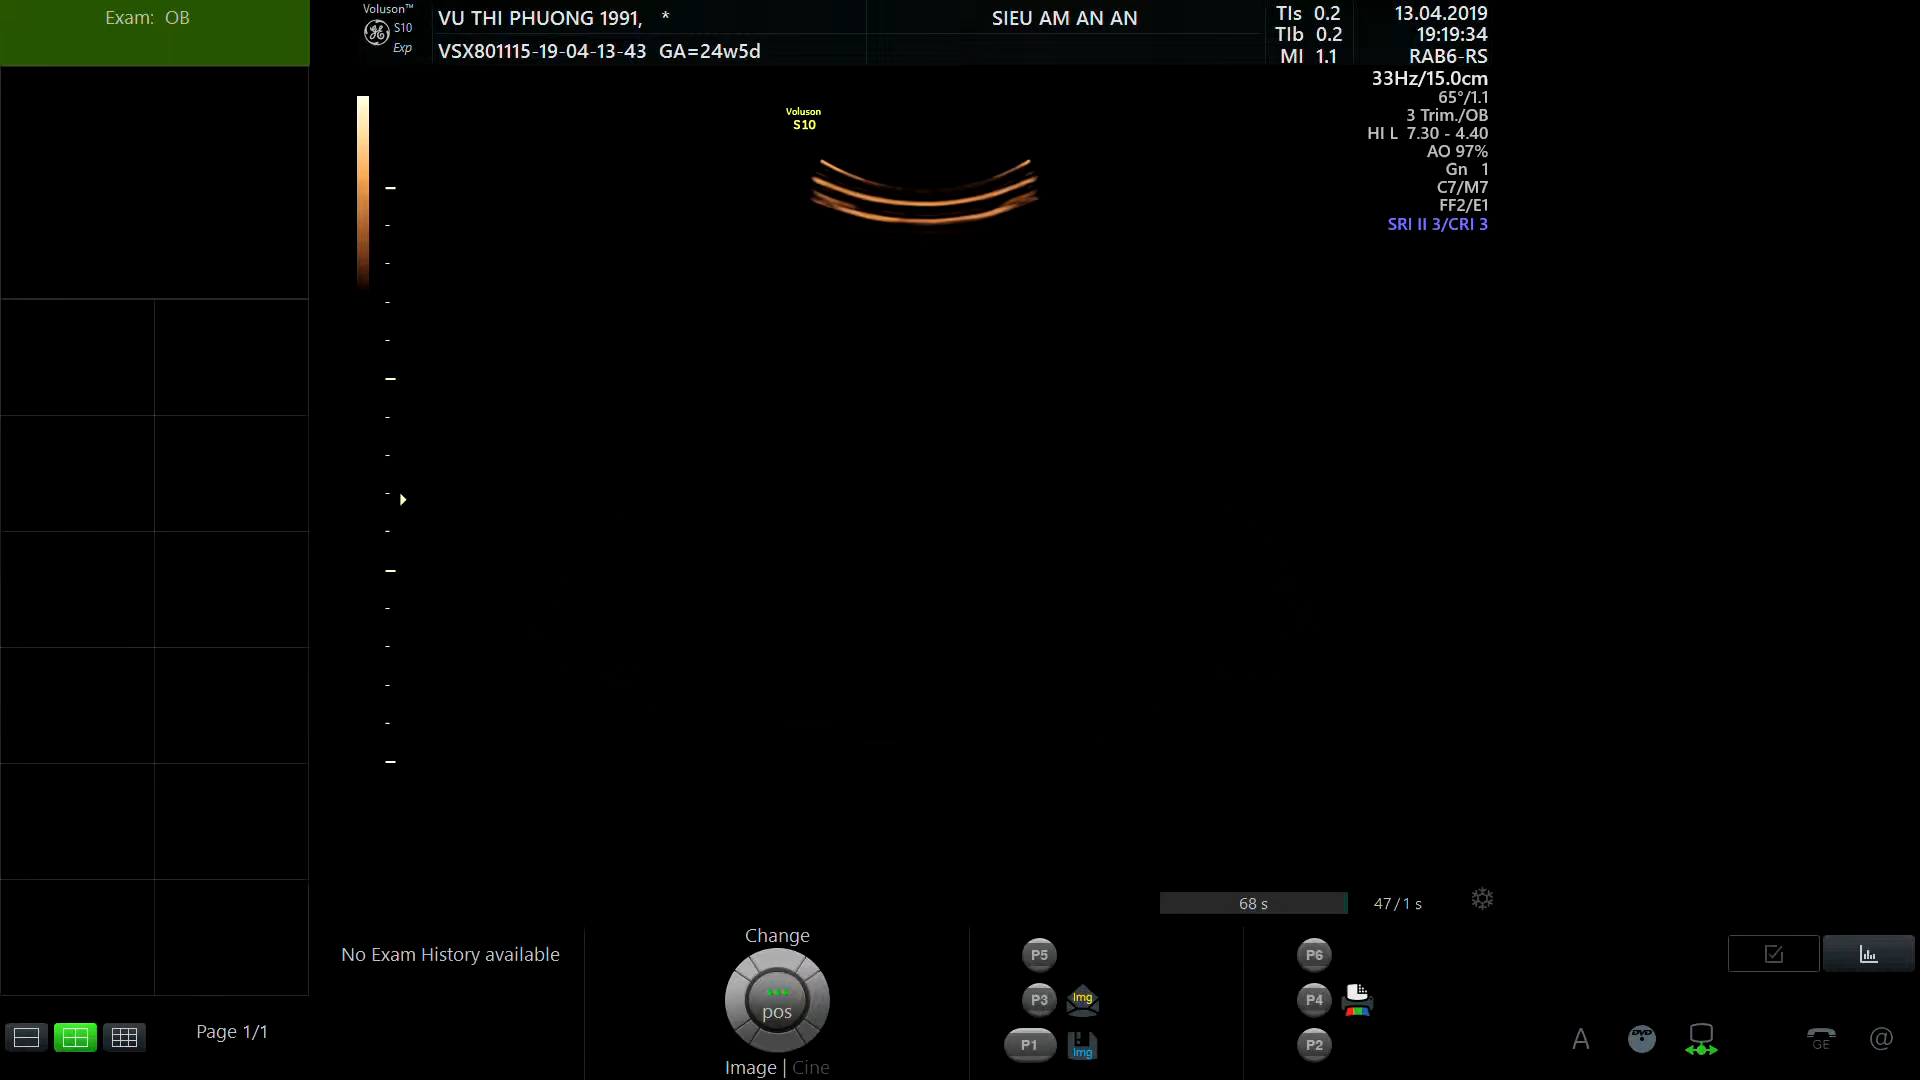 Exam: OB
Voluson™
S10
Exp
VU THI PHUONG 1991, *
VSX801115-19-04-13-43 GA=24w5d
SIEU AM AN AN
TIs 0.2
TIb 0.2
MI 1.1
13.04.2019
19:19:34
RAB6-RS
33Hz/15.0cm
65°/1.1
3 Trim./OB
HI L 7.30 - 4.40
AO 97%
Gn 1
C7/M7
FF2/E1
SRI II 3/CRI 3
Voluson
S10
68 s
47/1 s
No Exam History available
Change
pos
Image | Cine
P5
P3 Img
P1 Img
P6
P4
P2
Page 1/1
A
DVD
GE
@